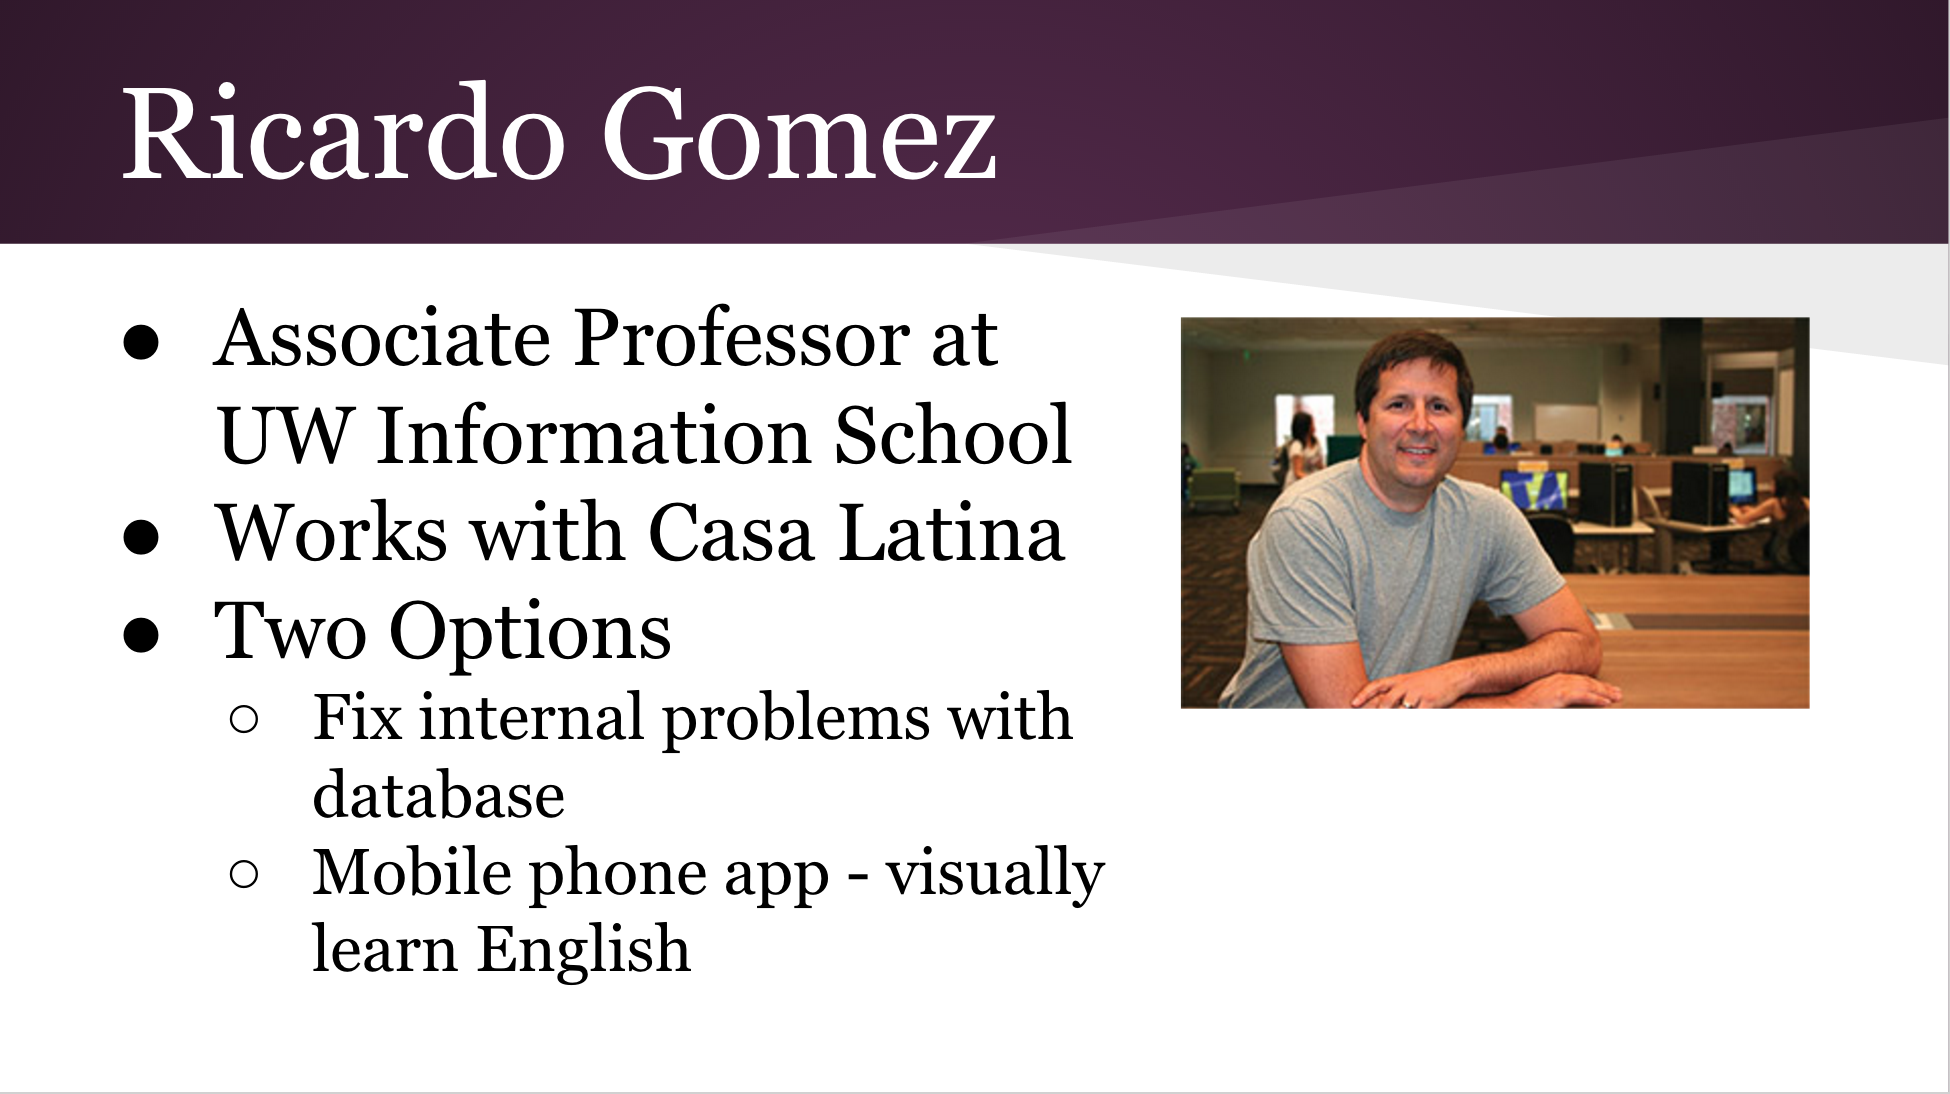 Ricardo Gomez
● Associate Professor at
UW Information School
● Works with Casa Latina
● Two Options
○ Fix internal problems with
database
○ Mobile phone app - visually
learn English